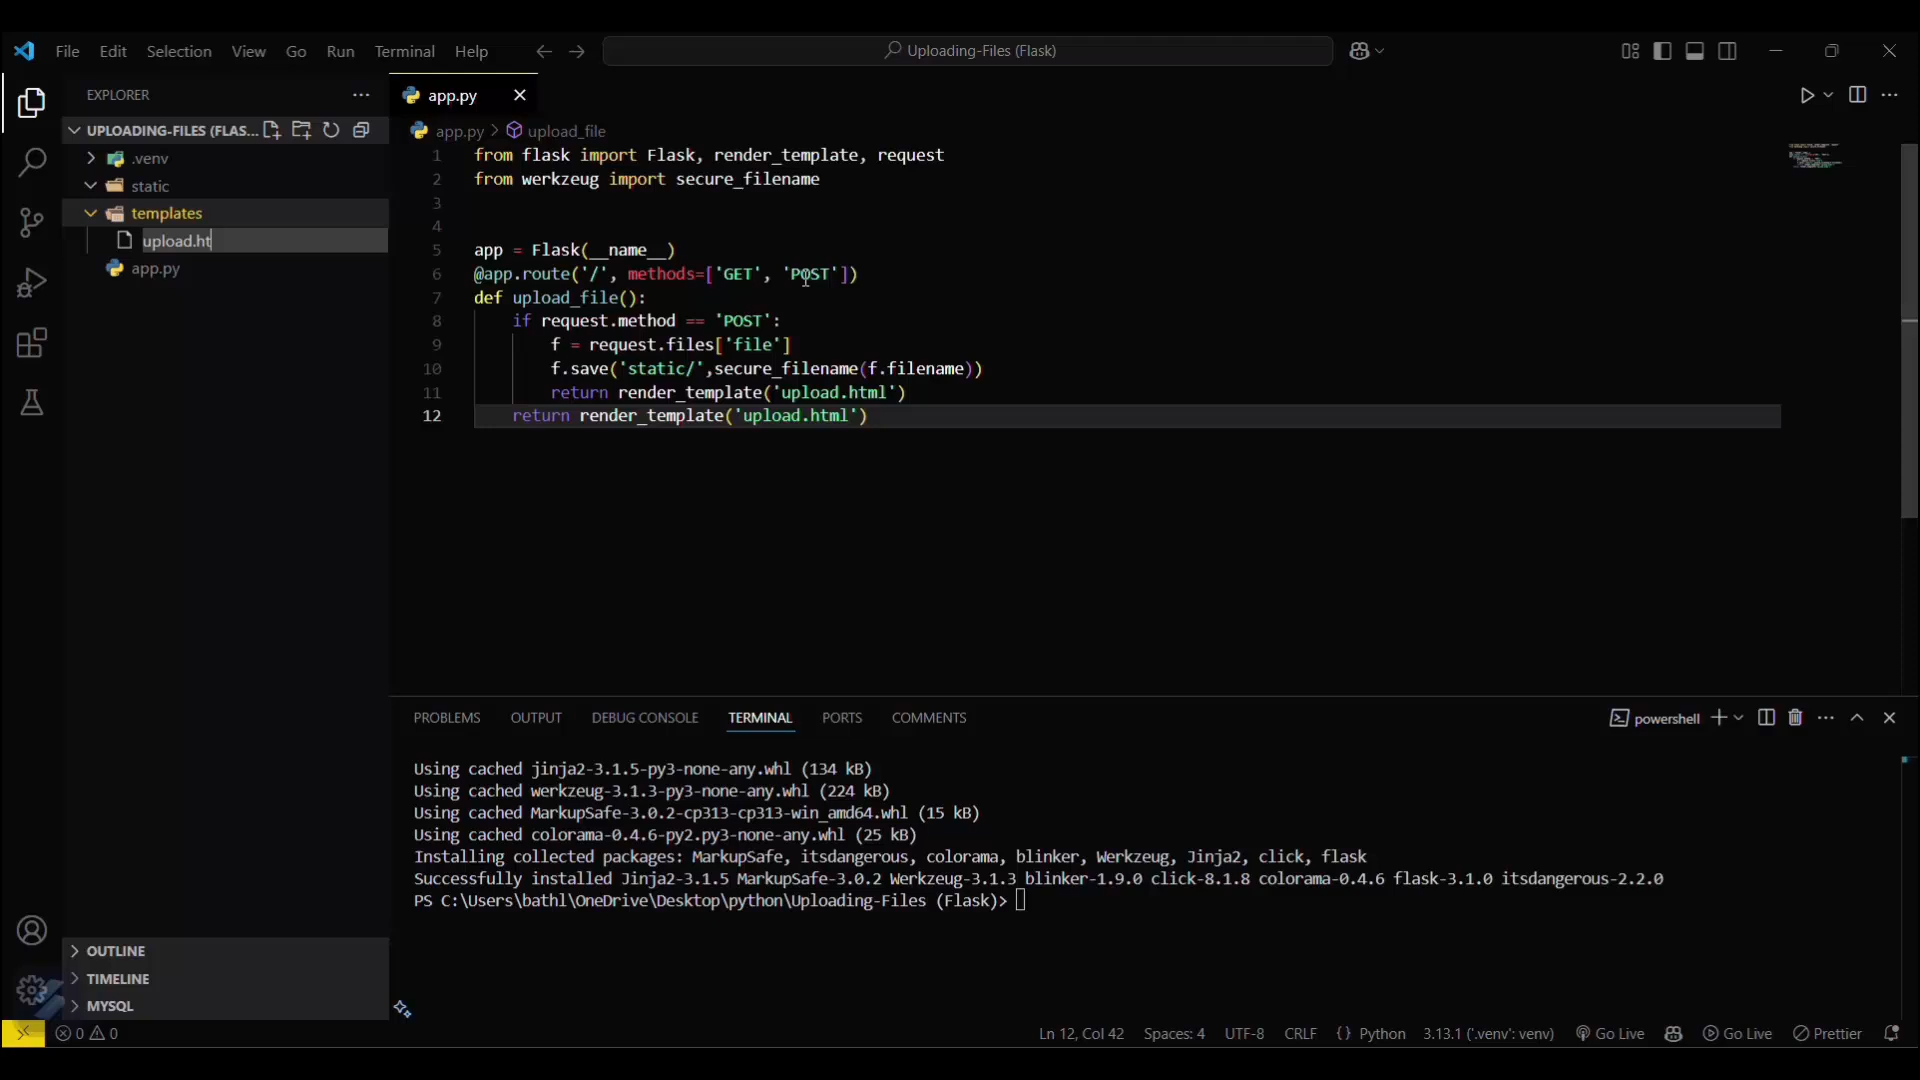 File Edit Selection View Go Run Terminal Help
Uploading-Files (Flask)
EXPLORER
UPLOADING-FILES (FLAS...
.venv
static
templates
upload.ht
app.py
app.py
app.py > upload_file
1 from flask import Flask, render_template, request
2 from werkzeug import secure_filename
3
4
5 app = Flask(__name__)
6 @app.route('/', methods=['GET', 'POST'])
7 def upload_file():
8 if request.method == 'POST':
9 f = request.files['file']
10 f.save('static/',secure_filename(f.filename))
11 return render_template('upload.html')
12 return render_template('upload.html')
PROBLEMS OUTPUT DEBUG CONSOLE TERMINAL PORTS COMMENTS
powershell
Using cached jinja2-3.1.5-py3-none-any.whl (134 kB)
Using cached werkzeug-3.1.3-py3-none-any.whl (224 kB)
Using cached MarkupSafe-3.0.2-cp313-cp313-win_amd64.whl (15 kB)
Using cached colorama-0.4.6-py2.py3-none-any.whl (25 kB)
Installing collected packages: MarkupSafe, itsdangerous, colorama, blinker, Werkzeug, Jinja2, click, flask
Successfully installed Jinja2-3.1.5 MarkupSafe-3.0.2 Werkzeug-3.1.3 blinker-1.9.0 click-8.1.8 colorama-0.4.6 flask-3.1.0 itsdangerous-2.2.0
PS C:\Users\bathl\OneDrive\Desktop\python\Uploading-Files (Flask)>
OUTLINE
TIMELINE
MYSQL
0 0
Ln 12, Col 42 Spaces: 4 UTF-8 CRLF { } Python 3.13.1 ('.venv': venv) Go Live Go Live Prettier